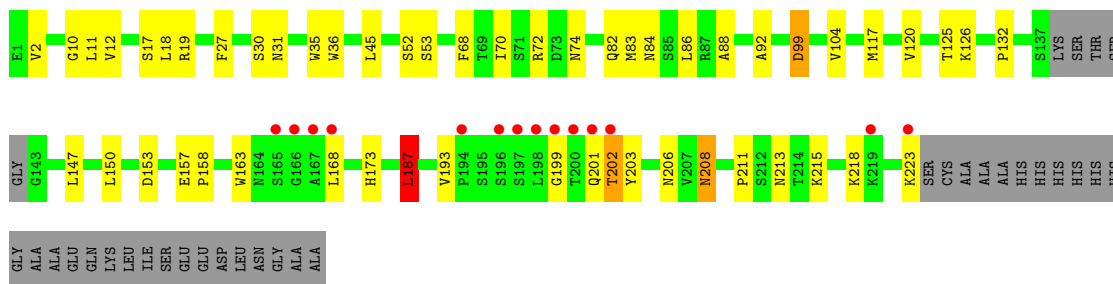 E1 V2 G10 L11 V12 S17 L18 R19 F27 S30 N31 W35 W36 L45 S52 S53 F68 T69 I70 S71 R72 D73 N74 Q82 M83 N84 S85 L86 R87 A88 A92 D99 V104 M117 V120 T125 K126 P132 S137 LYS SER THR SER
GLY G143 L147 L150 D153 E157 P158 W163 N164 S165 G166 A167 L168 H173 L187 V193 P194 S195 S196 S197 L198 G199 T200 Q201 T202 Y203 N206 V207 N208 P211 S212 N213 T214 K215 K218 K219 K223 SER CYS ALA ALA ALA HIS HIS HIS HIS HIS HIS
GLY ALA ALA GLU GLN LYS LEU ILE SER GLU GLU ASP LEU ASN GLY ALA ALA